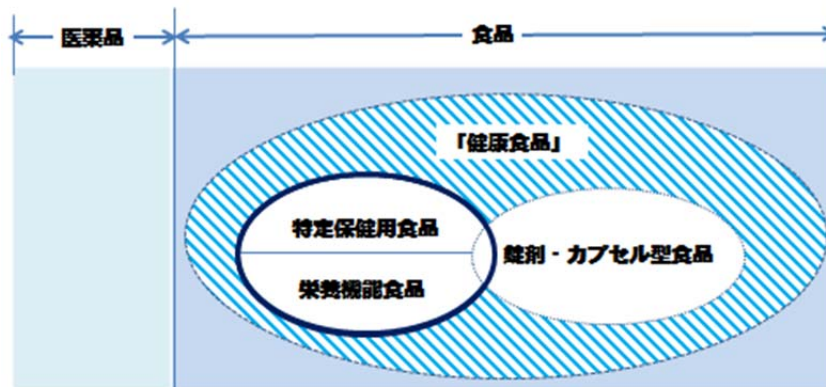 医薬品
食品
「健康食品」
特定保健用食品
錠剤・カプセル型食品
栄養機能食品